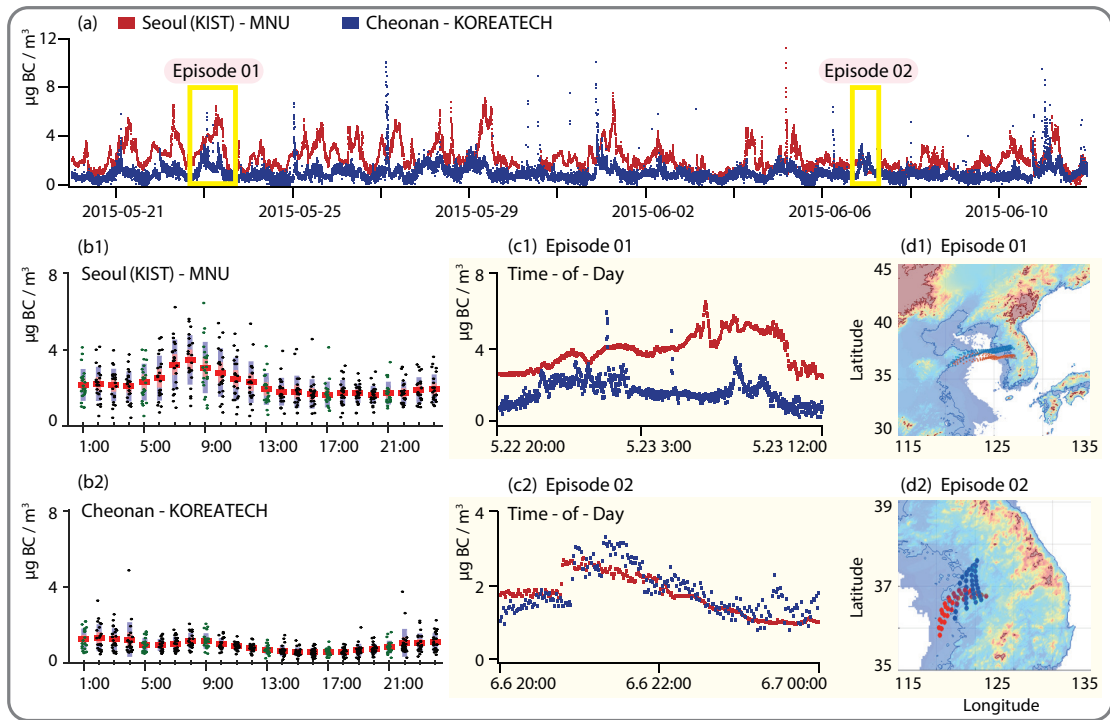 (a) Seoul (KIST) - MNU Cheonan - KOREATECH
µg BC / m³
12
8
4
0
Episode 01
Episode 02
2015-05-21 2015-05-25 2015-05-29 2015-06-02 2015-06-06 2015-06-10
(b1)
Seoul (KIST) - MNU
µg BC / m³
8
4
0
1:00 5:00 9:00 13:00 17:00 21:00
(c1) Episode 01
Time - of - Day
µg BC / m³
8
4
0
5.22 20:00 5.23 3:00 5.23 12:00
(d1) Episode 01
Latitude
45
40
35
30
115 125 135
(b2)
Cheonan - KOREATECH
µg BC / m³
8
4
0
1:00 5:00 9:00 13:00 17:00 21:00
(c2) Episode 02
Time - of - Day
µg BC / m³
4
2
0
6.6 20:00 6.6 22:00 6.7 00:00
(d2) Episode 02
Latitude
39
37
35
115 125 135
Longitude